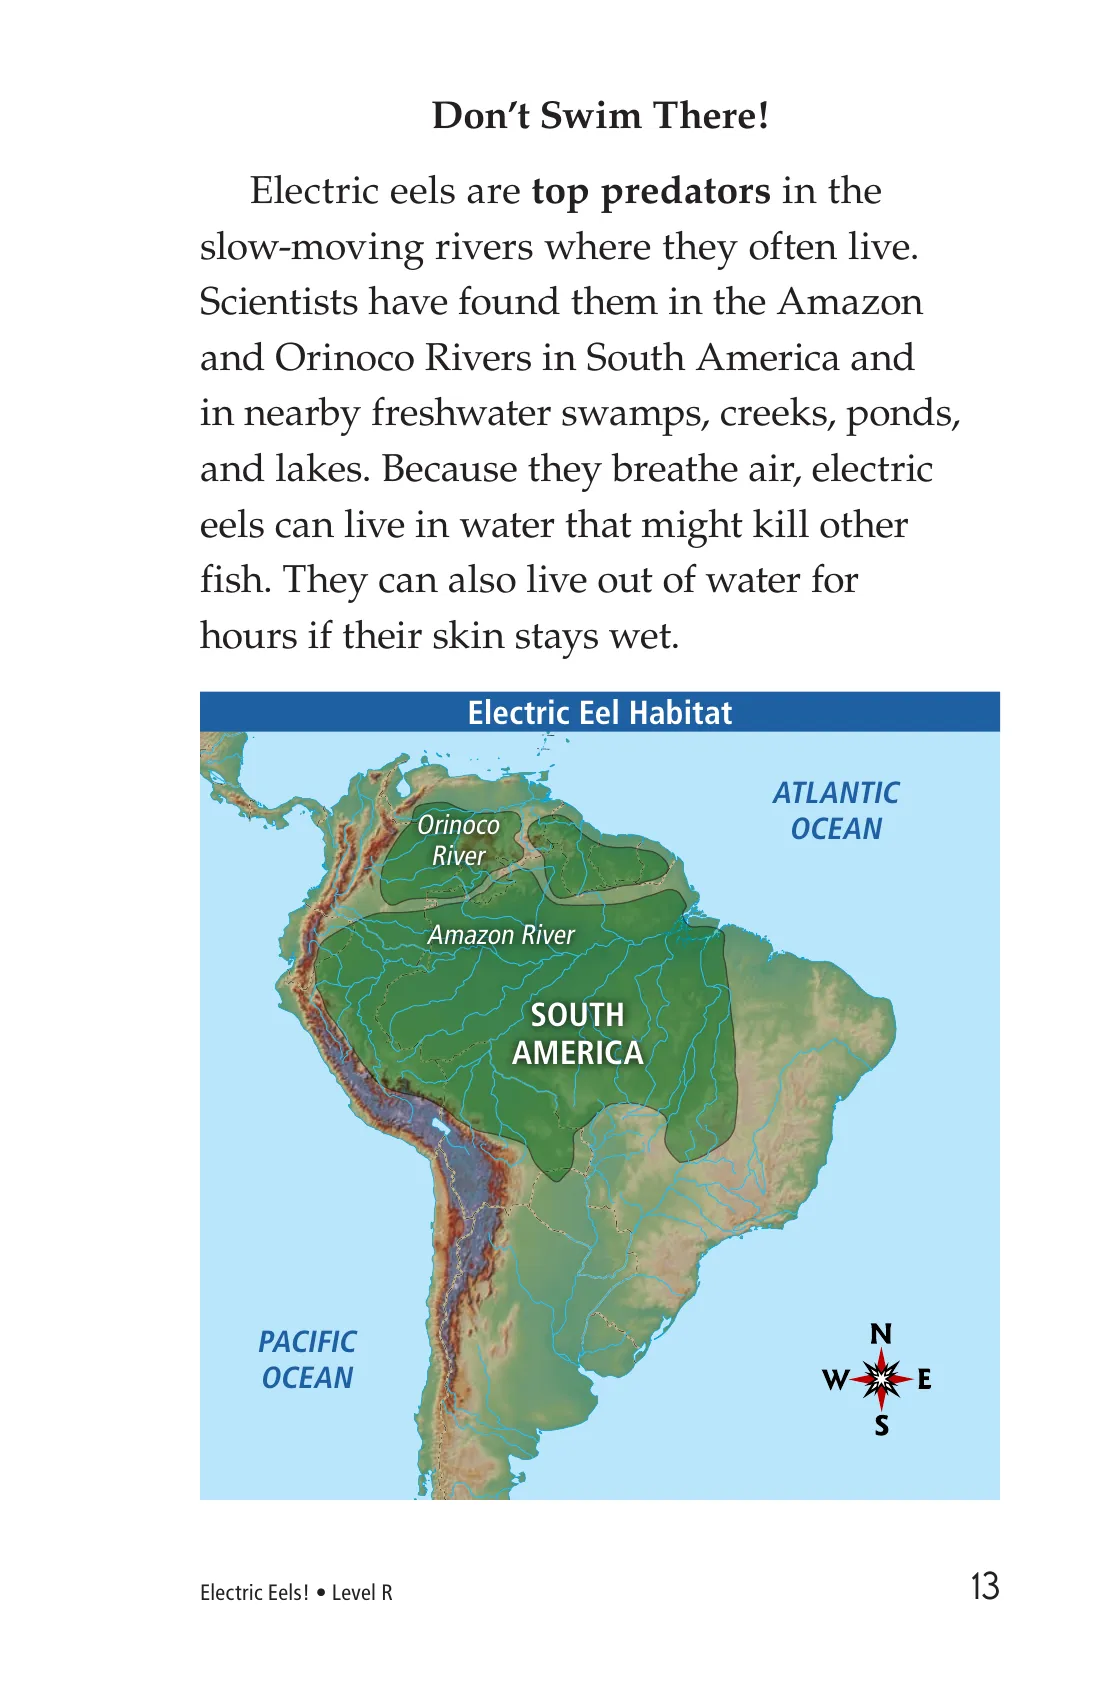 Don’t Swim There!
Electric eels are top predators in the
slow-moving rivers where they often live.
Scientists have found them in the Amazon
and Orinoco Rivers in South America and
in nearby freshwater swamps, creeks, ponds,
and lakes. Because they breathe air, electric
eels can live in water that might kill other
fish. They can also live out of water for
hours if their skin stays wet.
Electric Eel Habitat
ATLANTIC
OCEAN
Orinoco
River
Amazon River
SOUTH
AMERICA
PACIFIC
OCEAN
N
W E
S
Electric Eels! • Level R
13